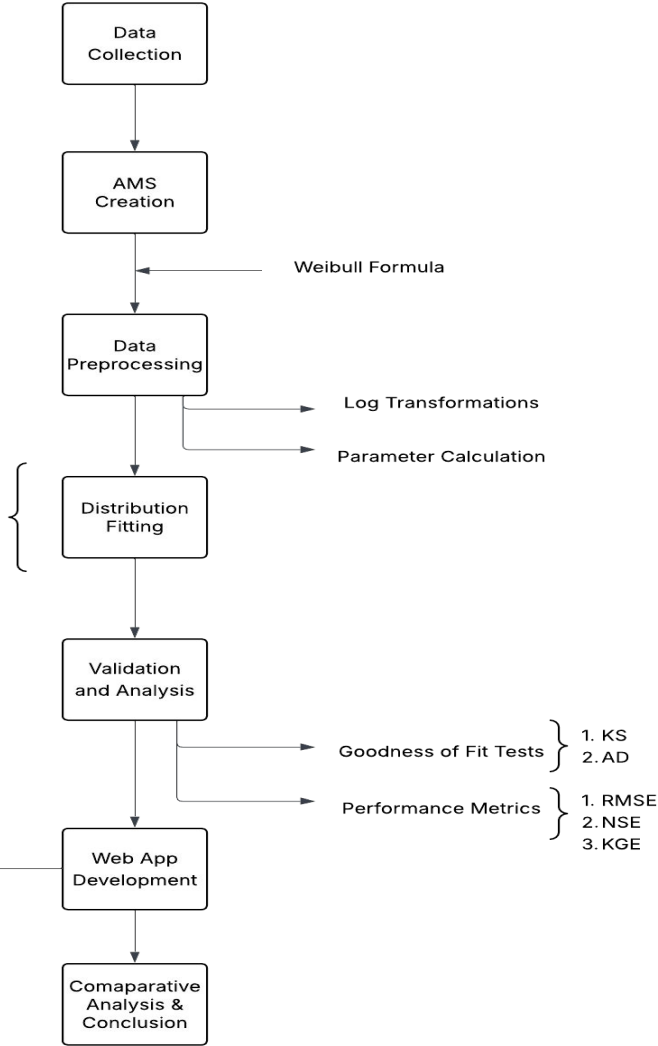 Data
Collection
AMS
Creation
Weibull Formula
Data
Preprocessing
Log Transformations
Parameter Calculation
Distribution
Fitting
Validation
and Analysis
Goodness of Fit Tests
1. KS
2. AD
Performance Metrics
1. RMSE
2. NSE
3. KGE
Web App
Development
Comaparative
Analysis &
Conclusion